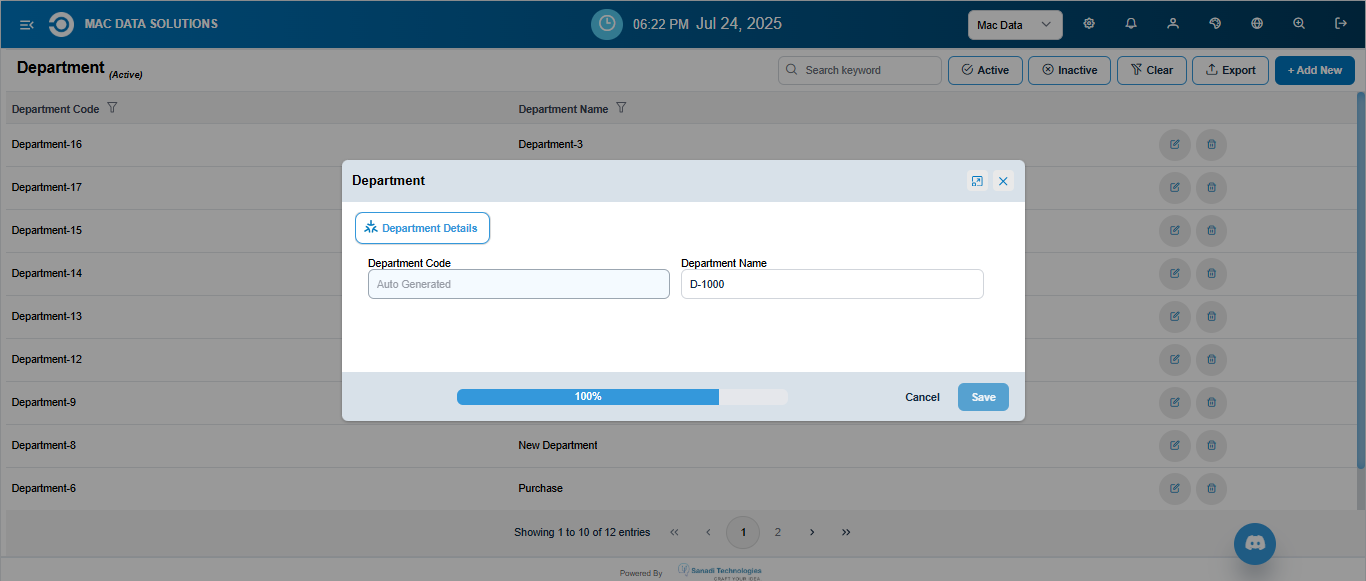 MAC DATA SOLUTIONS
06:22 PM Jul 24, 2025
Mac Data
Department (Active)
Search keyword
Active
Inactive
Clear
Export
+ Add New
Department Code
Department Name
Department-16
Department-3
Department-17
Department-15
Department-14
Department-13
Department-12
Department-9
Department-8
New Department
Department-6
Purchase
Department
Department Details
Department Code
Department Name
Auto Generated
D-1000
100%
Cancel
Save
Showing 1 to 10 of 12 entries
«
‹
1
2
›
»
Powered By
Sanadi Technologies
CRAFT YOUR IDEA